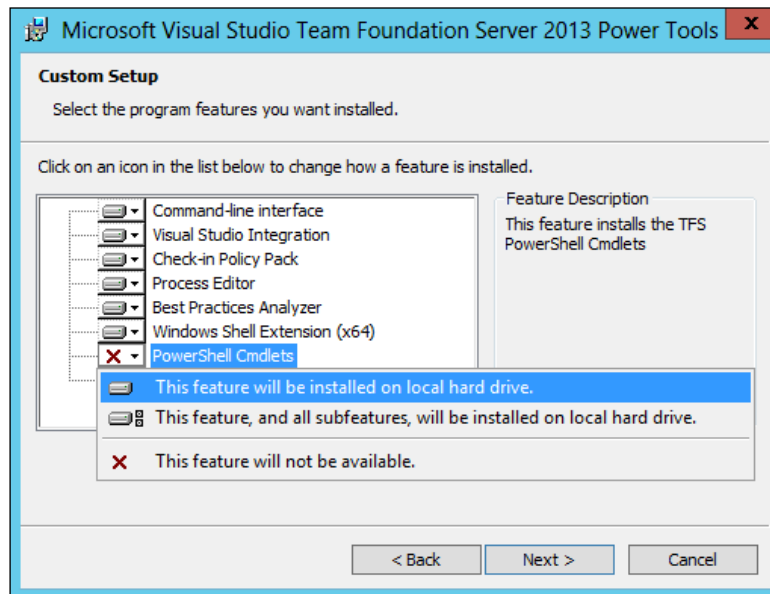 Microsoft Visual Studio Team Foundation Server 2013 Power Tools
x
Custom Setup
Select the program features you want installed.
Click on an icon in the list below to change how a feature is installed.
Command-line interface
Visual Studio Integration
Check-in Policy Pack
Process Editor
Best Practices Analyzer
Windows Shell Extension (x64)
PowerShell Cmdlets
Feature Description
This feature installs the TFS
PowerShell Cmdlets
This feature will be installed on local hard drive.
This feature, and all subfeatures, will be installed on local hard drive.
This feature will not be available.
< Back
Next >
Cancel